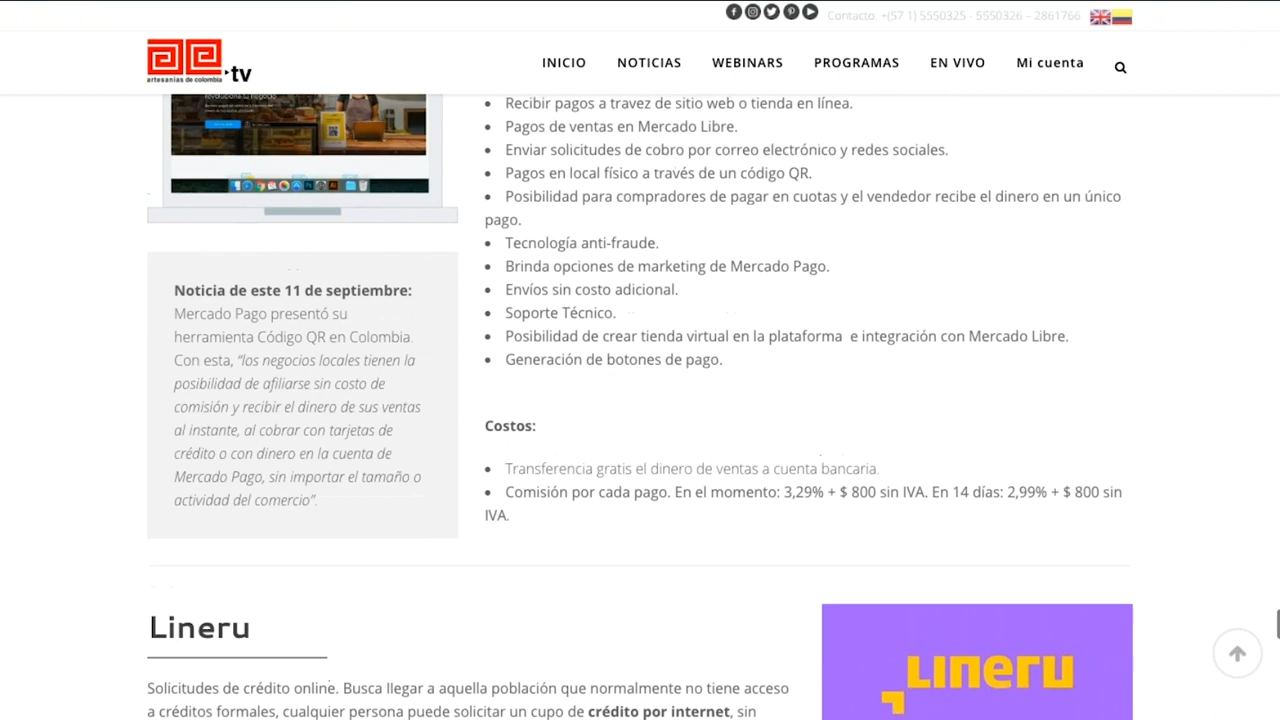 Contacto. +(57 1) 5550325 - 5550326 – 2861766
artesanías de colombia
.tv
INICIO
NOTICIAS
WEBINARS
PROGRAMAS
EN VIVO
Mi cuenta
Recibir pagos a travez de sitio web o tienda en línea.
Pagos de ventas en Mercado Libre.
Enviar solicitudes de cobro por correo electrónico y redes sociales.
Pagos en local físico a través de un código QR.
Posibilidad para compradores de pagar en cuotas y el vendedor recibe el dinero en un único
pago.
Tecnología anti-fraude.
Brinda opciones de marketing de Mercado Pago.
Envíos sin costo adicional.
Soporte Técnico.
Posibilidad de crear tienda virtual en la plataforma e integración con Mercado Libre.
Generación de botones de pago.
Costos:
Transferencia gratis el dinero de ventas a cuenta bancaria.
Comisión por cada pago. En el momento: 3,29% + $ 800 sin IVA. En 14 días: 2,99% + $ 800 sin
IVA.
Noticia de este 11 de septiembre:
Mercado Pago presentó su
herramienta Código QR en Colombia.
Con esta, “los negocios locales tienen la
posibilidad de afiliarse sin costo de
comisión y recibir el dinero de sus ventas
al instante, al cobrar con tarjetas de
crédito o con dinero en la cuenta de
Mercado Pago, sin importar el tamaño o
actividad del comercio”.
Lineru
Solicitudes de crédito online. Busca llegar a aquella población que normalmente no tiene acceso
a créditos formales, cualquier persona puede solicitar un cupo de crédito por internet, sin
LINERU